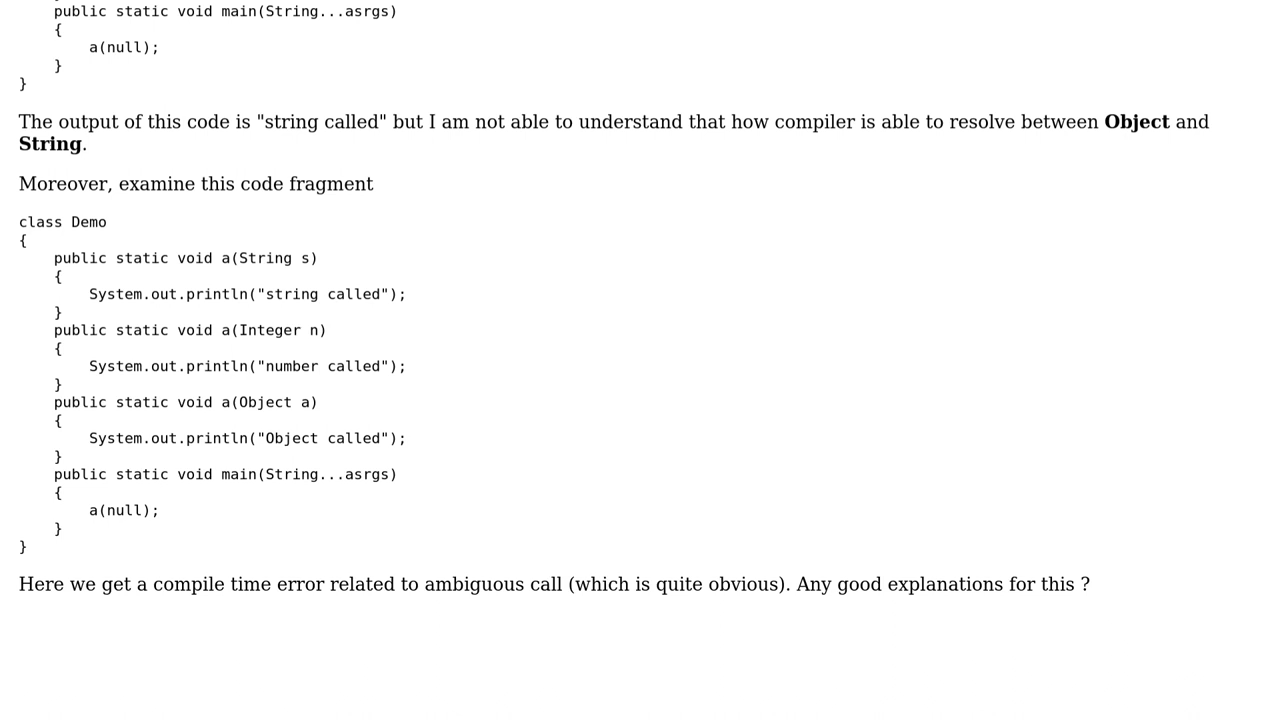 public static void main(String...asrgs)
    {
        a(null);
    }
}
The output of this code is "string called" but I am not able to understand that how compiler is able to resolve between Object and
String.
Moreover, examine this code fragment
class Demo
{
    public static void a(String s)
    {
        System.out.println("string called");
    }
    public static void a(Integer n)
    {
        System.out.println("number called");
    }
    public static void a(Object a)
    {
        System.out.println("Object called");
    }
    public static void main(String...asrgs)
    {
        a(null);
    }
}
Here we get a compile time error related to ambiguous call (which is quite obvious). Any good explanations for this ?